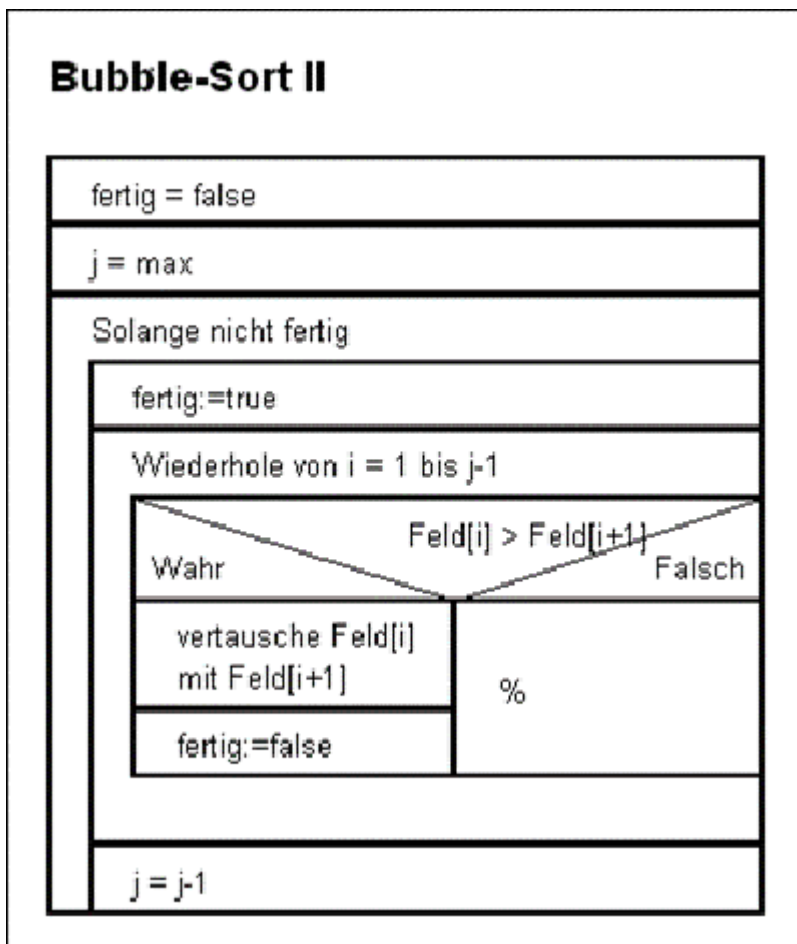 Bubble-Sort II
fertig = false
j = max
Solange nicht fertig
fertig:=true
Wiederhole von i = 1 bis j-1
Feld[i] > Feld[i+1]
Wahr
Falsch
vertausche Feld[i]
mit Feld[i+1]
%
fertig:=false
j = j-1